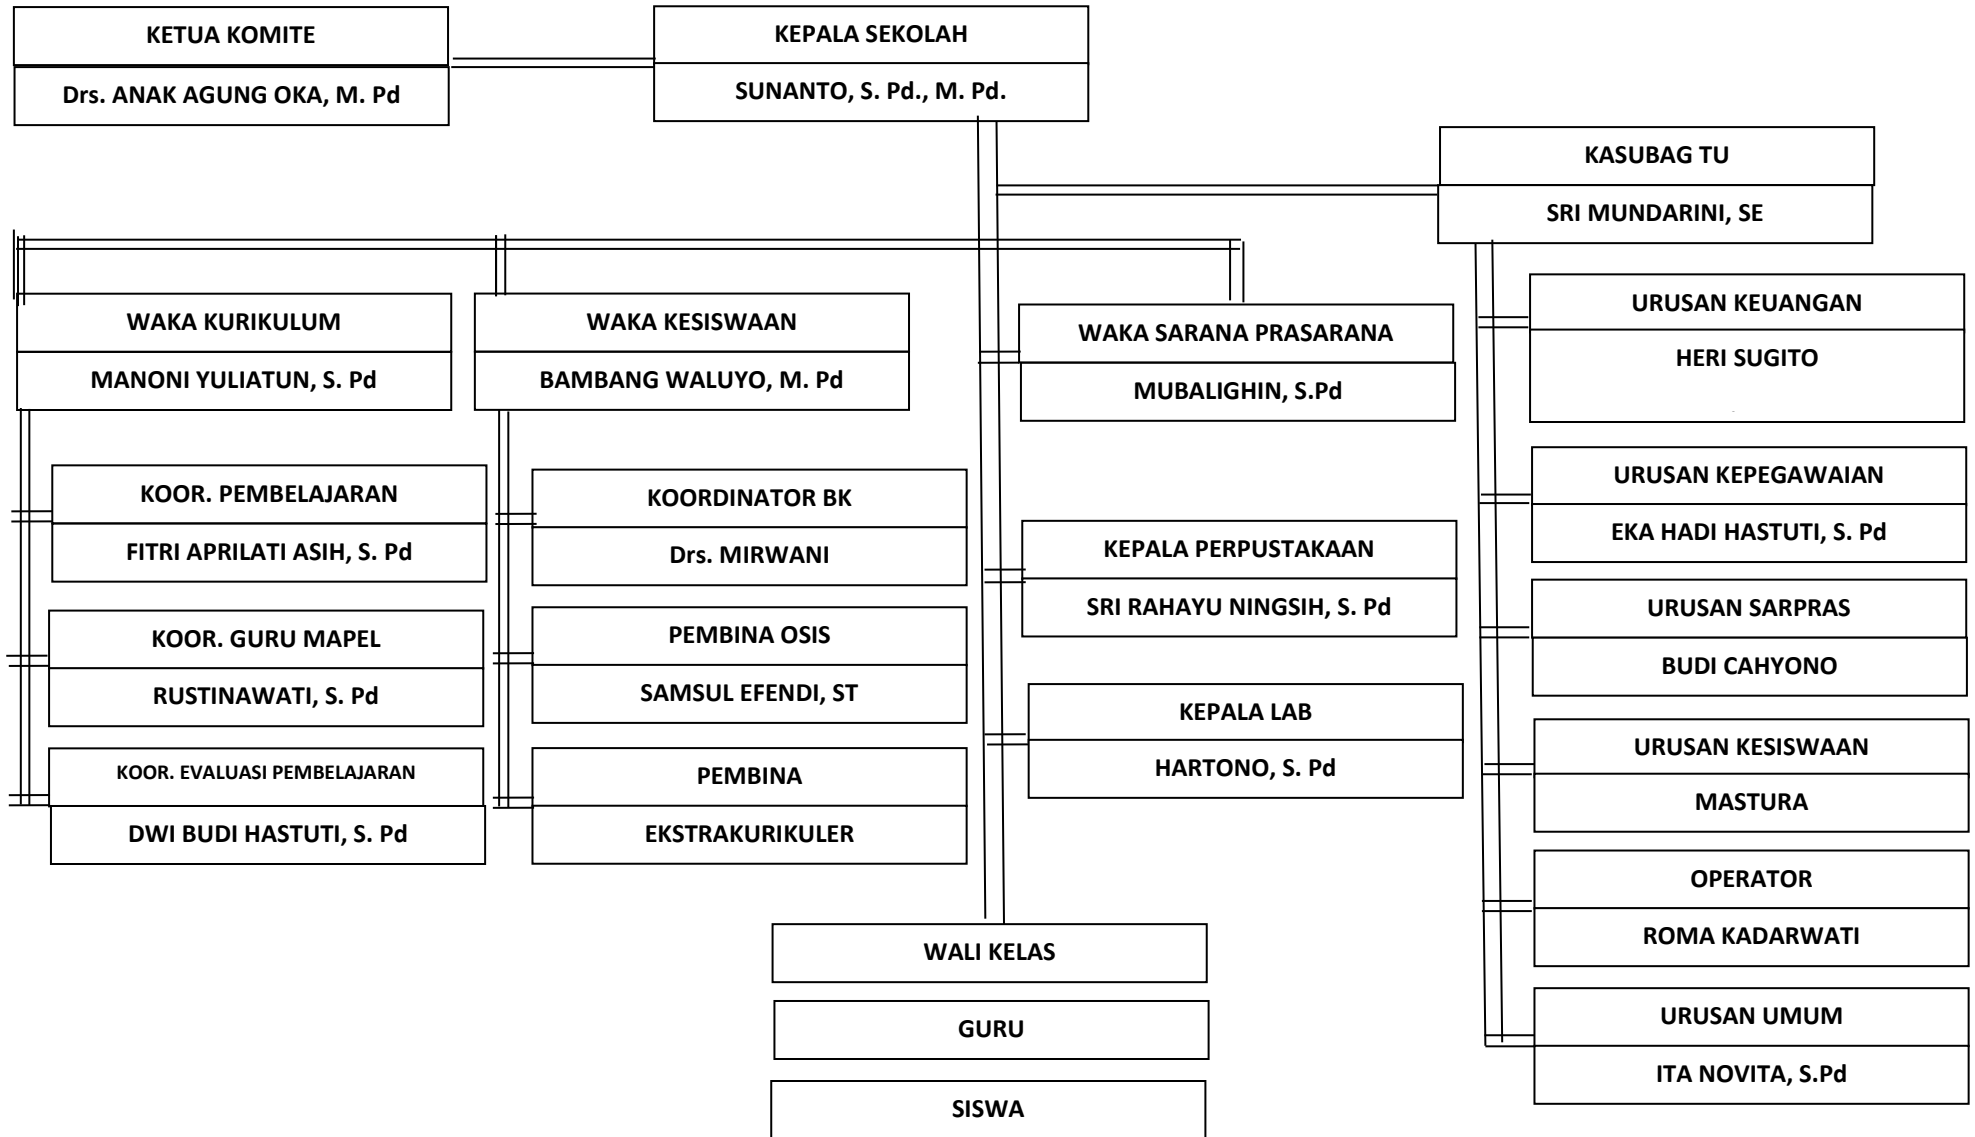 KETUA KOMITE
Drs. ANAK AGUNG OKA, M. Pd
KEPALA SEKOLAH
SUNANTO, S. Pd., M. Pd.
KASUBAG TU
SRI MUNDARINI, SE
WAKA KURIKULUM
MANONI YULIATUN, S. Pd
WAKA KESISWAAN
BAMBANG WALUYO, M. Pd
WAKA SARANA PRASARANA
MUBALIGHIN, S.Pd
URUSAN KEUANGAN
HERI SUGITO
KOOR. PEMBELAJARAN
FITRI APRILATI ASIH, S. Pd
KOORDINATOR BK
Drs. MIRWANI
KEPALA PERPUSTAKAAN
SRI RAHAYU NINGSIH, S. Pd
URUSAN KEPEGAWAIAN
EKA HADI HASTUTI, S. Pd
KOOR. GURU MAPEL
RUSTINAWATI, S. Pd
PEMBINA OSIS
SAMSUL EFENDI, ST
KEPALA LAB
HARTONO, S. Pd
URUSAN SARPRAS
BUDI CAHYONO
KOOR. EVALUASI PEMBELAJARAN
DWI BUDI HASTUTI, S. Pd
PEMBINA
EKSTRAKURIKULER
URUSAN KESISWAAN
MASTURA
OPERATOR
ROMA KADARWATI
URUSAN UMUM
ITA NOVITA, S.Pd
WALI KELAS
GURU
SISWA